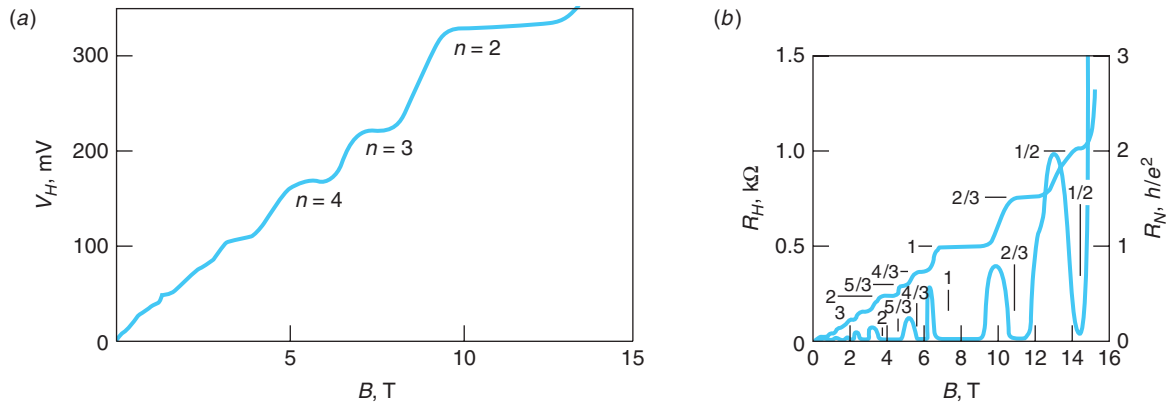 (a)
V_H, mV
300
200
100
0
n = 2
n = 3
n = 4
5
10
15
B, T
(b)
R_H, kΩ
1.5
1.0
0.5
0
3
2
1
0
R_N, h/e²
1/2
1/2
2/3
2/3
1
1
4/3
5/3
2
3
4/3
5/3
2
0 2 4 6 8 10 12 14 16
B, T